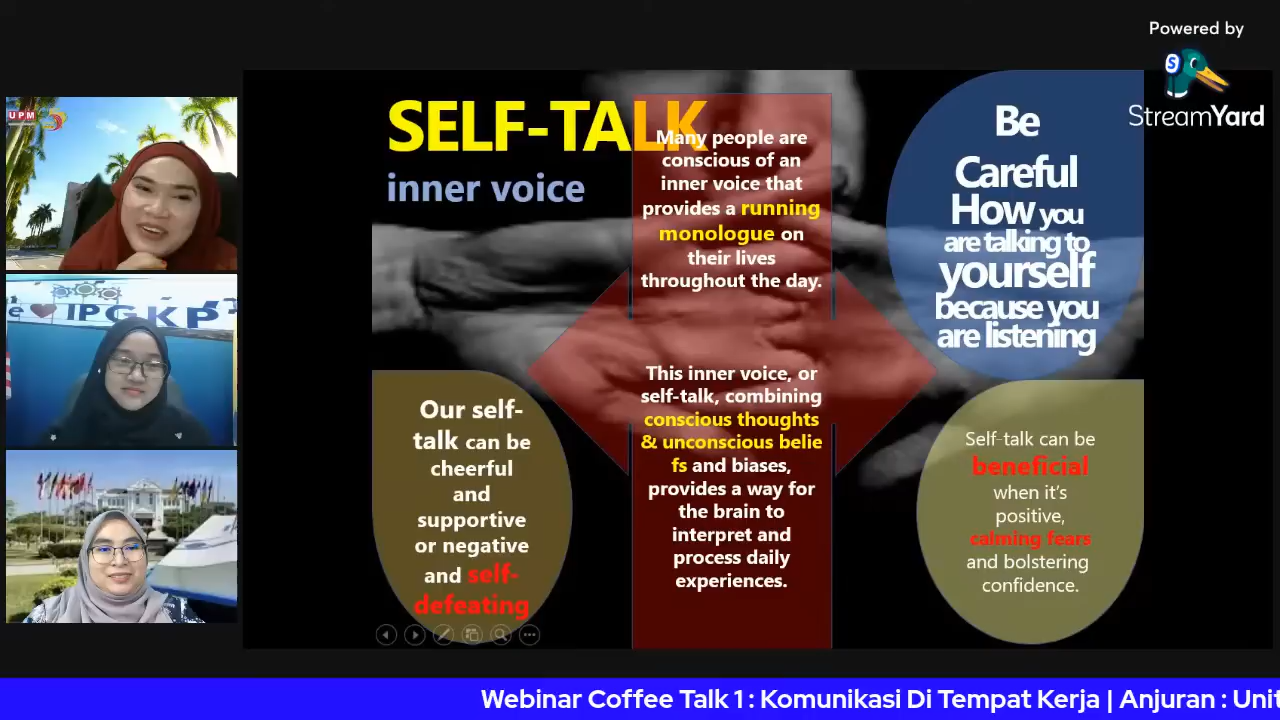 Powered by
StreamYard
UPM
IPGKP
SELF-TALK
inner voice
Many people are
conscious of an
inner voice that
provides a running
monologue on
their lives
throughout the day.
This inner voice, or
self-talk, combining
conscious thoughts
& unconscious belie
fs and biases,
provides a way for
the brain to
interpret and
process daily
experiences.
Be
Careful
How you
are talking to
yourself
because you
are listening
Our self-
talk can be
cheerful
and
supportive
or negative
and self-
defeating
Self-talk can be
beneficial
when it's
positive,
calming fears
and bolstering
confidence.
Webinar Coffee Talk 1 : Komunikasi Di Tempat Kerja | Anjuran : Unit